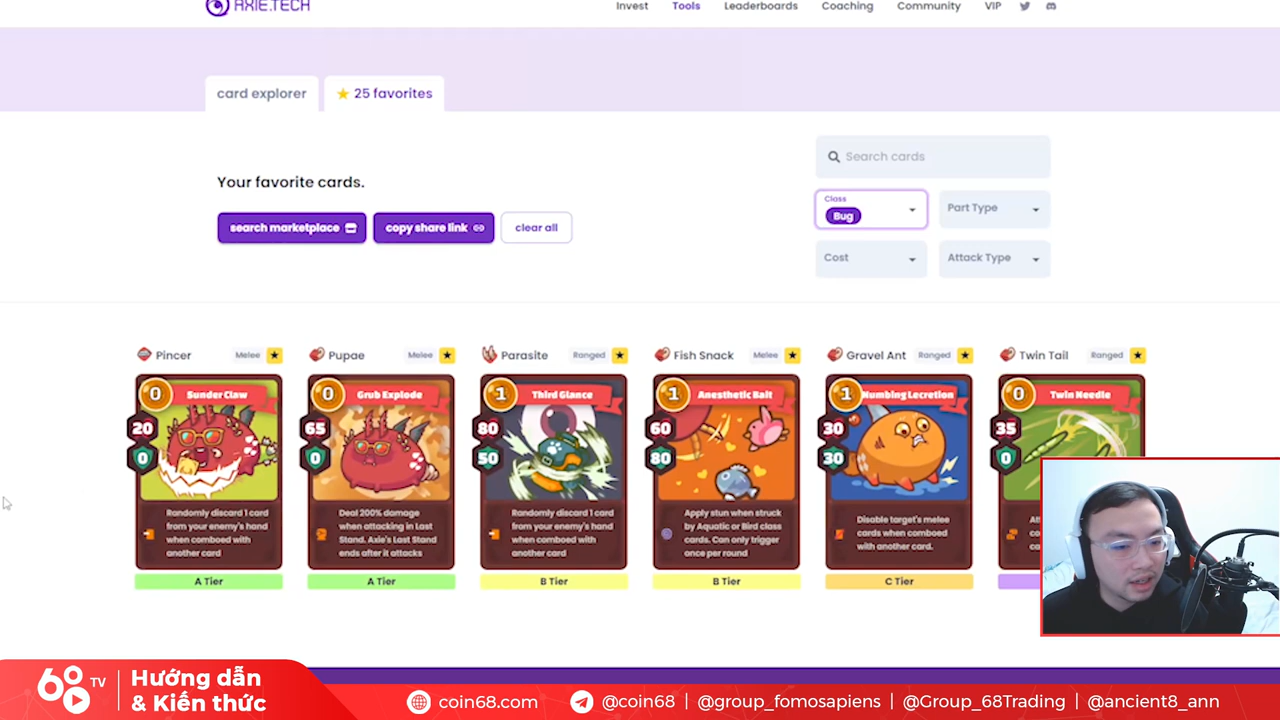 AXIE.TECH
Invest Tools Leaderboards Coaching Community VIP
card explorer 25 favorites
Search cards
Your favorite cards.
Class
Bug
Part Type
search marketplace copy share link clear all
Cost Attack Type
Pincer Melee
Pupae Melee
Parasite Ranged
Fish Snack Melee
Gravel Ant Ranged
Twin Tail Ranged
0 Sunder Claw
20
0
Randomly discard 1 card
from your enemy's hand
when comboed with
another card
A Tier
0 Grub Explode
65
0
Deal 200% damage
when attacking in Last
Stand. Axie's Last Stand
ends after it attacks
A Tier
1 Third Glance
80
50
Randomly discard 1 card
from your enemy's hand
when comboed with
another card
B Tier
1 Anesthetic Bait
60
80
Apply stun when struck
by Aquatic or Bird class
cards. Can only trigger
once per round
B Tier
1 Numbing Lecretion
30
30
Disable target's melee
cards when comboed
with another card.
C Tier
0 Twin Needle
35
0
68 TV
Hướng dẫn
& Kiến thức
coin68.com @coin68 | @group_fomosapiens | @Group_68Trading | @ancient8_ann